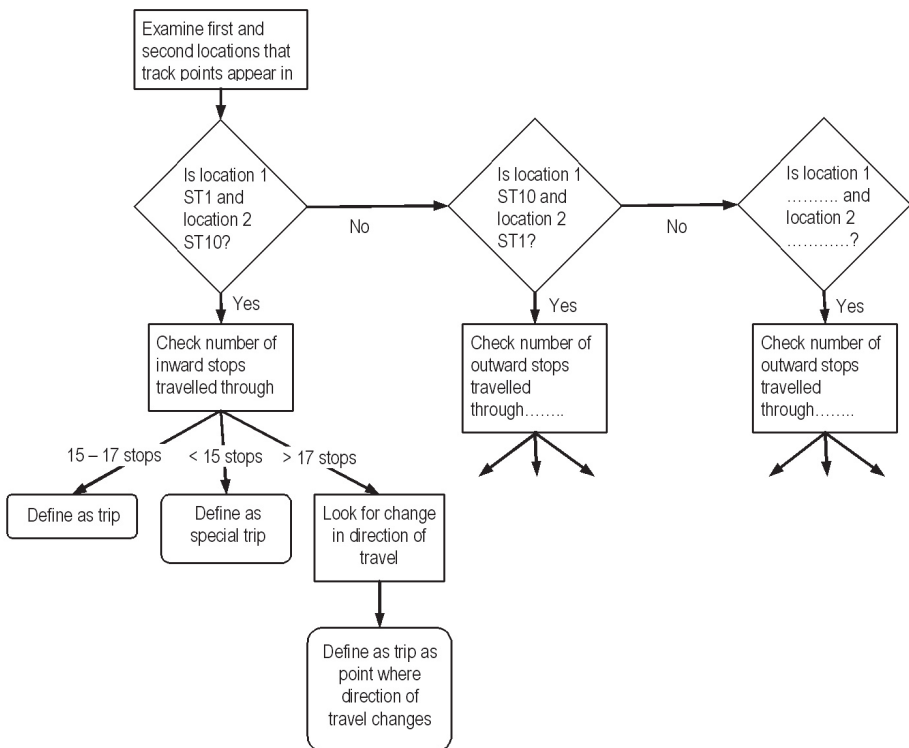 Examine first and
second locations that
track points appear in
Is location 1
ST1 and
location 2
ST10?
No
Is location 1
ST10 and
location 2
ST1?
No
Is location 1
………. and
location 2
…………?
Yes
Yes
Yes
Check number of
inward stops
travelled through
Check number of
outward stops
travelled
through……..
Check number of
outward stops
travelled
through……..
15 – 17 stops
< 15 stops
> 17 stops
Define as trip
Define as
special trip
Look for change
in direction of
travel
Define as trip as
point where
direction of
travel changes